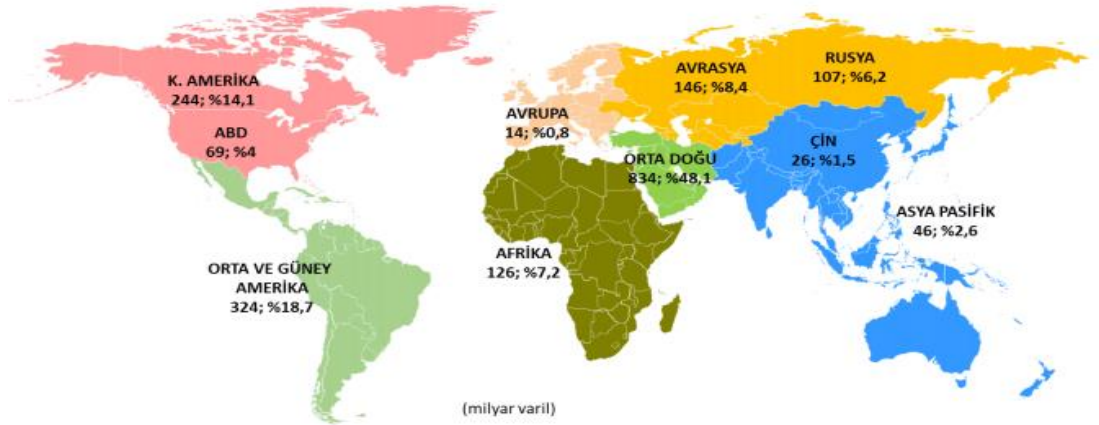 K. AMERİKA
244; %14,1
ABD
69; %4
ORTA VE GÜNEY
AMERİKA
324; %18,7
AVRUPA
14; %0,8
AFRİKA
126; %7,2
ORTA DOĞU
834; %48,1
AVRASYA
146; %8,4
RUSYA
107; %6,2
ÇİN
26; %1,5
ASYA PASİFİK
46; %2,6
(milyar varil)